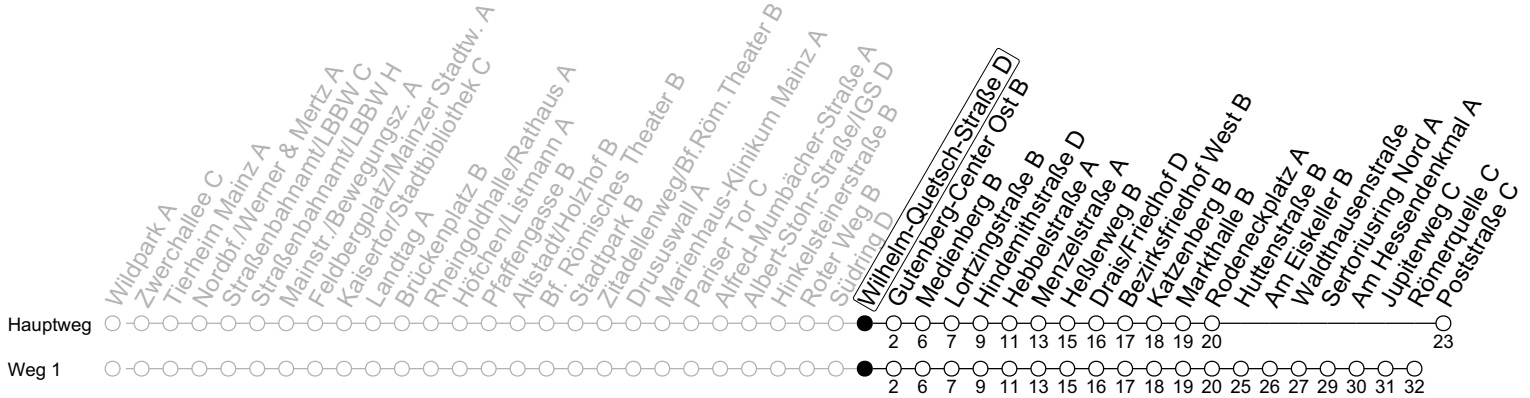 Wildpark A
Zwerchallee C
Tierheim Mainz A
Nordbf./Werner & Mertz A
Straßenbahnamt/LBBW C
Straßenbahnamt/LBBW H
Mainstr./Bewegungsz. A
Feldbergplatz/Mainzer Stadtw. A
Kaisertor/Stadtbibliothek C
Landtag A
Brückenplatz B
Rheingoldhalle/Rathaus A
Höfchen/Listmann A
Pfaffengasse B
Altstadt/Holzhof B
Bf. Römisches Theater B
Stadtpark B
Zitadellenweg/Bf.Röm.Theater B
Drususwall A
Marienhaus-Klinikum Mainz A
Pariser Tor C
Alfred-Mumbächer-Straße A
Albert-Stohr-Straße/IGS D
Hinkelsteinerstraße B
Roter Weg B
Südring D
Wilhelm-Quetsch-Straße D
Gutenberg-Center Ost B
Medienberg B
Lortzingstraße B
Hindemithstraße D
Hebbelstraße A
Menzelstraße A
Heßlerweg B
Drais/Friedhof D
Bezirksfriedhof West B
Katzenberg B
Markthalle B
Rodeneckplatz A
Huttenstraße B
Am Eiskeller B
Waldthausenstraße
Sertoriusring Nord A
Am Hessendenkmal A
Jupiterweg C
Römerquelle C
Poststraße C
Hauptweg
2 6 7 9 11 13 15 16 17 18 19 20 23
Weg 1
2 6 7 9 11 13 15 16 17 18 19 20 25 26 27 29 30 31 32